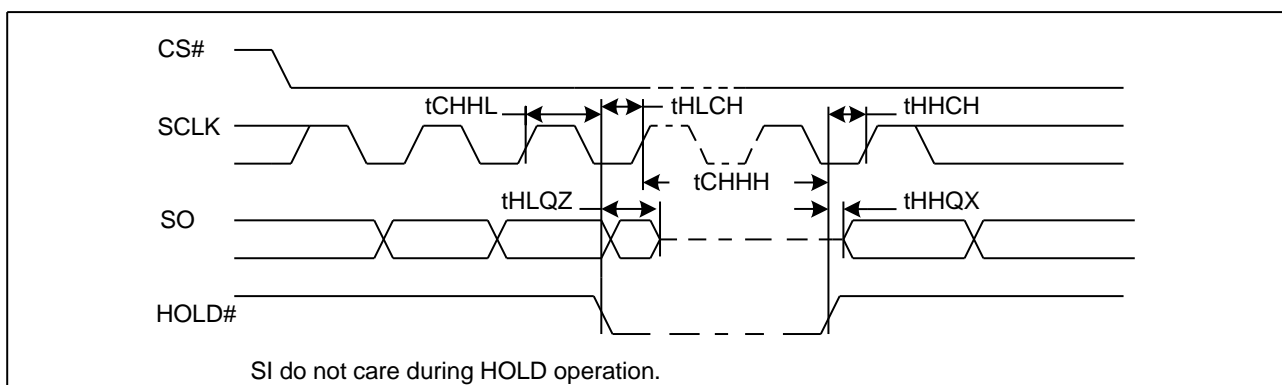 CS#
tCHHL
tHLCH
tHHCH
SCLK
tCHHH
tHLQZ
tHHQX
SO
HOLD#
SI do not care during HOLD operation.